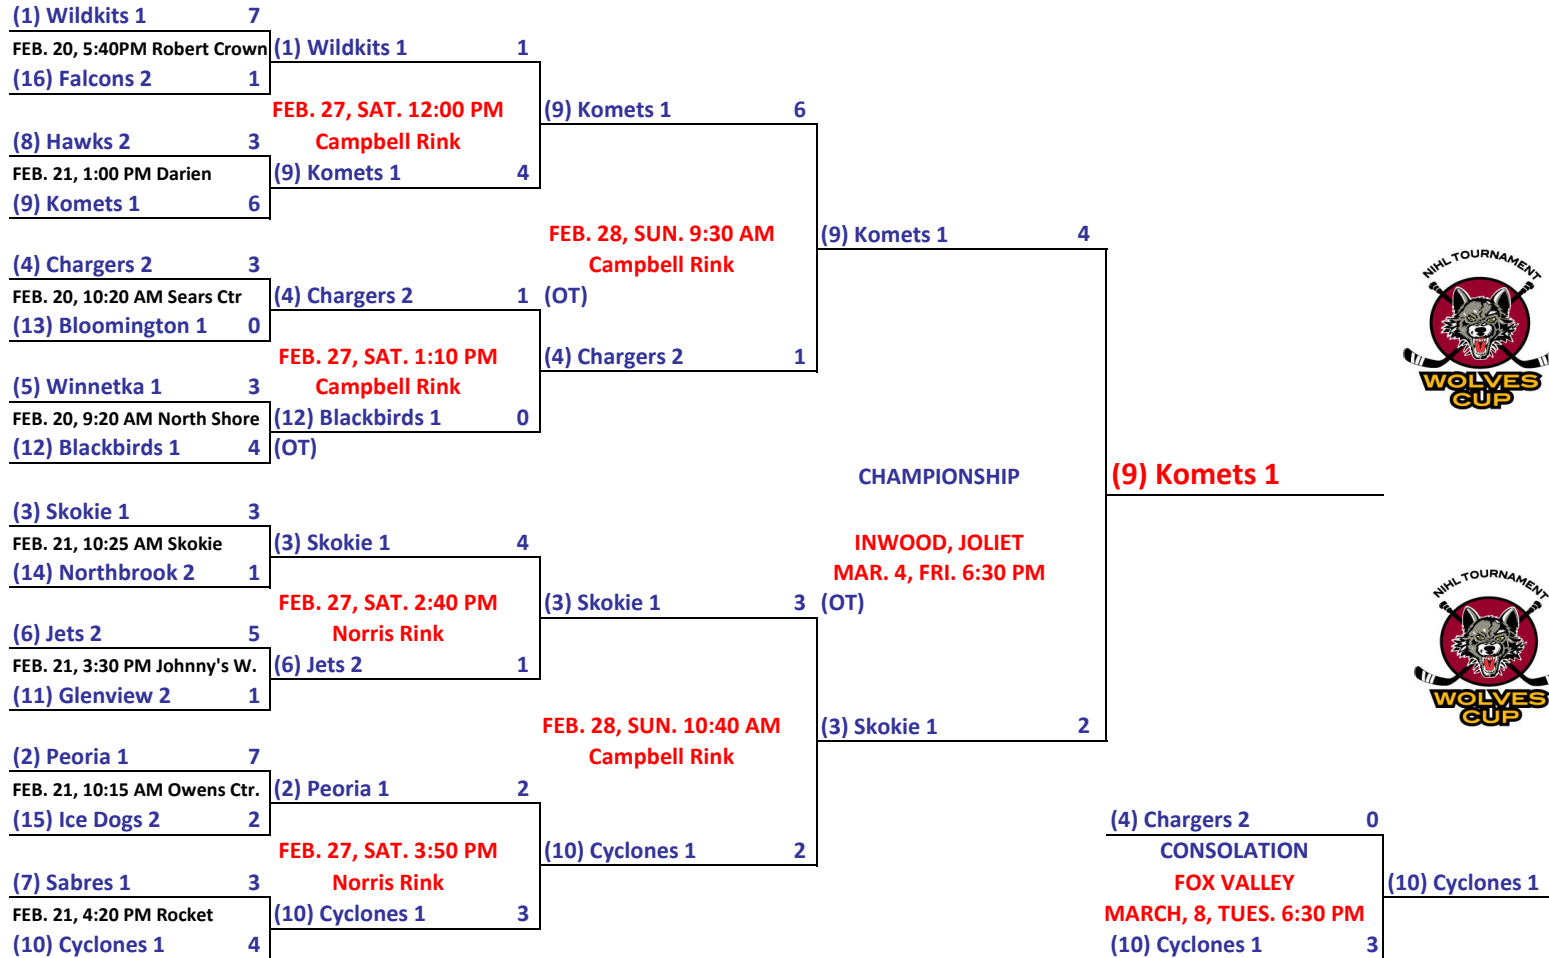 (1) Wildkits 1 7
FEB. 20, 5:40PM Robert Crown
(16) Falcons 2 1
(8) Hawks 2 3
FEB. 21, 1:00 PM Darien
(9) Komets 1 6
(4) Chargers 2 3
FEB. 20, 10:20 AM Sears Ctr
(13) Bloomington 1 0
(5) Winnetka 1 3
FEB. 20, 9:20 AM North Shore
(12) Blackbirds 1 4 (OT)
(3) Skokie 1 3
FEB. 21, 10:25 AM Skokie
(14) Northbrook 2 1
(6) Jets 2 5
FEB. 21, 3:30 PM Johnny's W.
(11) Glenview 2 1
(2) Peoria 1 7
FEB. 21, 10:15 AM Owens Ctr.
(15) Ice Dogs 2 2
(7) Sabres 1 3
FEB. 21, 4:20 PM Rocket
(10) Cyclones 1 4
(1) Wildkits 1 1
FEB. 27, SAT. 12:00 PM
Campbell Rink
(9) Komets 1 4
(4) Chargers 2 1 (OT)
FEB. 27, SAT. 1:10 PM
Campbell Rink
(12) Blackbirds 1 0
(3) Skokie 1 4
FEB. 27, SAT. 2:40 PM
Norris Rink
(6) Jets 2 1
(2) Peoria 1 2
FEB. 27, SAT. 3:50 PM
Norris Rink
(10) Cyclones 1 3
(9) Komets 1 6
FEB. 28, SUN. 9:30 AM
Campbell Rink
(4) Chargers 2 1
(3) Skokie 1 3 (OT)
FEB. 28, SUN. 10:40 AM
Campbell Rink
(10) Cyclones 1 2
(9) Komets 1 4
CHAMPIONSHIP
INWOOD, JOLIET
MAR. 4, FRI. 6:30 PM
(3) Skokie 1 2
(9) Komets 1
NIHL TOURNAMENT
WOLVES
CUP
NIHL TOURNAMENT
WOLVES
CUP
(4) Chargers 2 0
CONSOLATION
FOX VALLEY
MARCH, 8, TUES. 6:30 PM
(10) Cyclones 1 3
(10) Cyclones 1